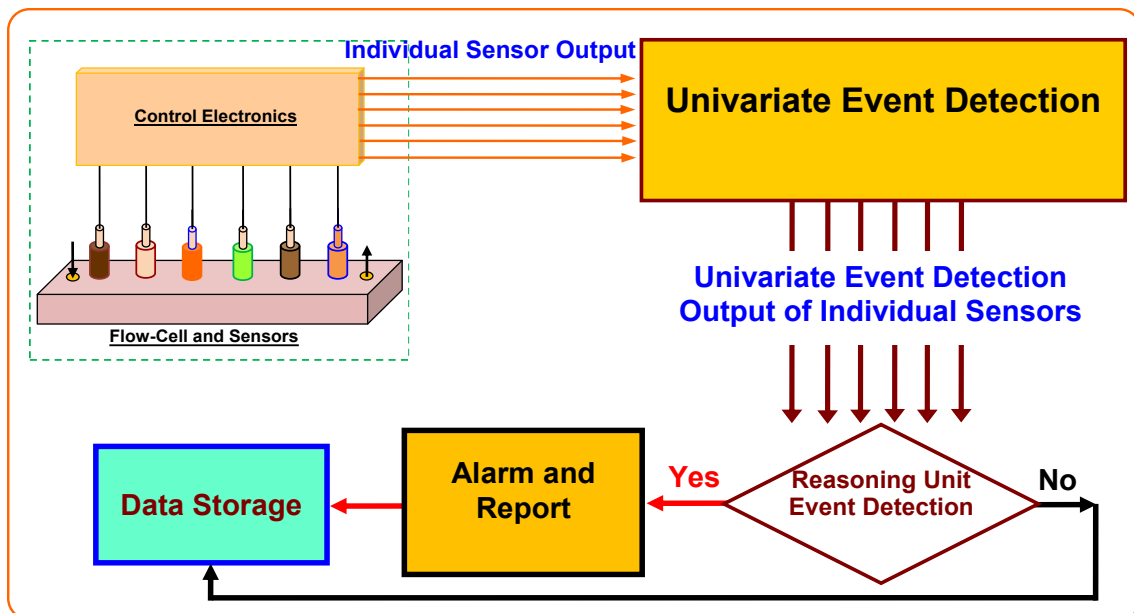 Individual Sensor Output
Control Electronics
Univariate Event Detection
Flow-Cell and Sensors
Univariate Event Detection
Output of Individual Sensors
Reasoning Unit
Event Detection
Yes
No
Alarm and
Report
Data Storage